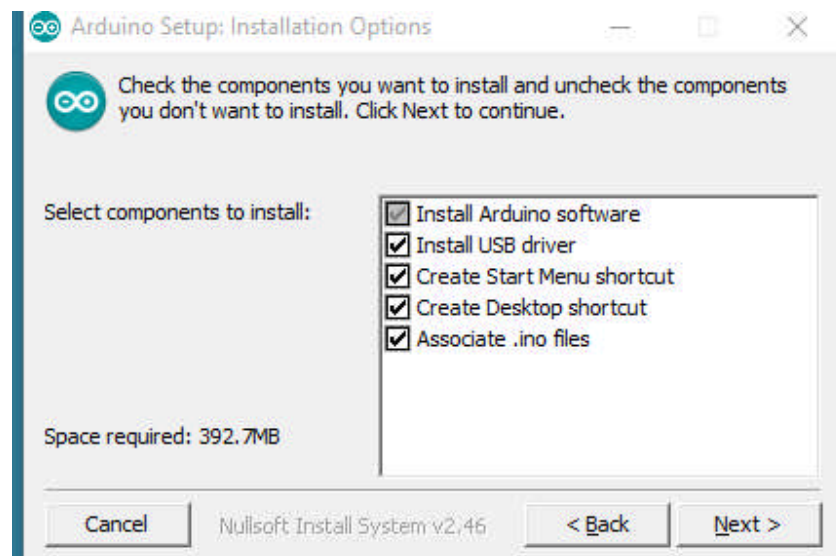 Arduino Setup: Installation Options
Check the components you want to install and uncheck the components
you don't want to install. Click Next to continue.
Select components to install:
Install Arduino software
Install USB driver
Create Start Menu shortcut
Create Desktop shortcut
Associate .ino files
Space required: 392.7MB
Cancel
Nullsoft Install System v2.46
< Back
Next >